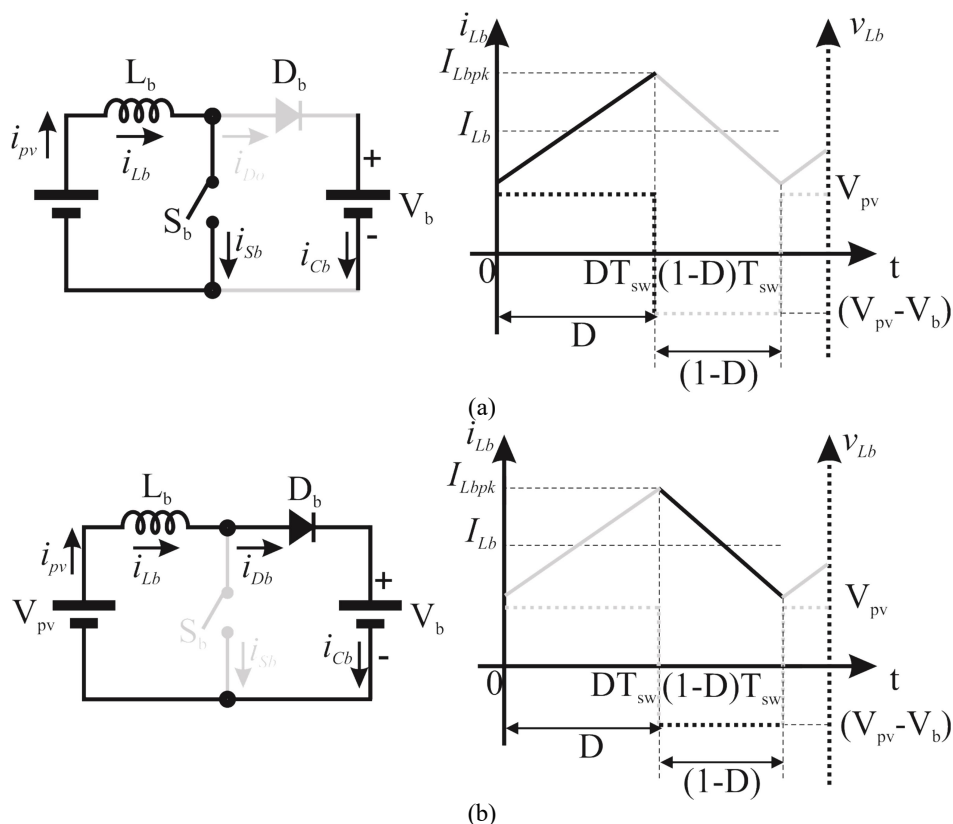 L_b
D_b
i_pv
i_Lb
i_Do
S_b
i_Sb
i_Cb
+
V_b
-
i_Lb
I_Lbpk
I_Lb
0
DT_sw
(1-D)T_sw
t
v_Lb
V_pv
(V_pv-V_b)
D
(1-D)
(a)
L_b
D_b
i_pv
i_Lb
i_Db
V_pv
S_b
i_Sb
i_Cb
+
V_b
-
i_Lb
I_Lbpk
I_Lb
0
DT_sw
(1-D)T_sw
t
v_Lb
V_pv
(V_pv-V_b)
D
(1-D)
(b)